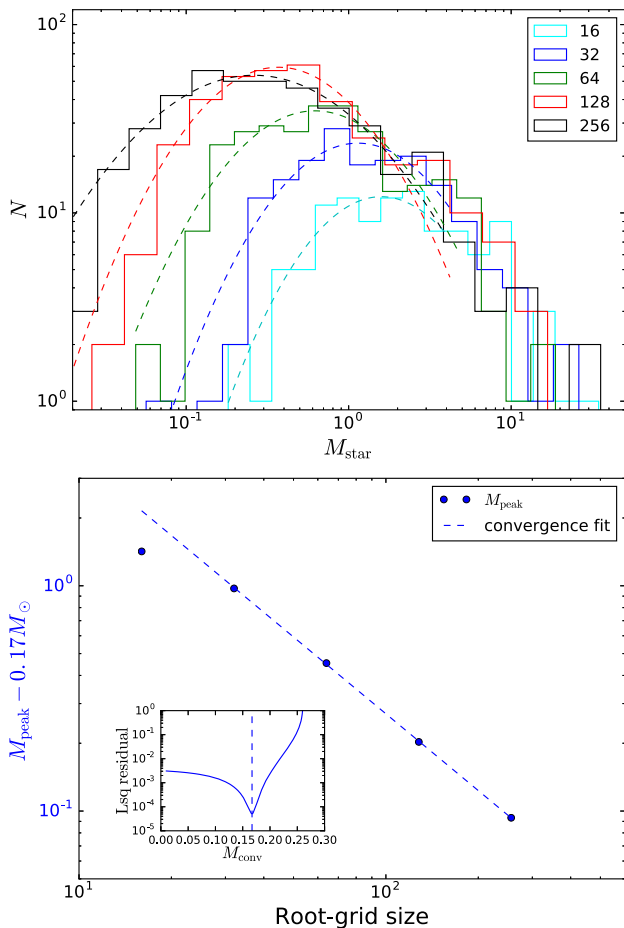 10²
10¹
10⁰
N
16
32
64
128
256
10⁻¹
10⁰
10¹
M_star
M_peak
convergence fit
M_peak − 0.17M_⊙
10⁰
10⁻¹
Lsq residual
10⁰
10⁻¹
10⁻²
10⁻³
10⁻⁴
10⁻⁵
0.00 0.05 0.10 0.15 0.20 0.25 0.30
M_conv
10¹
10²
Root-grid size